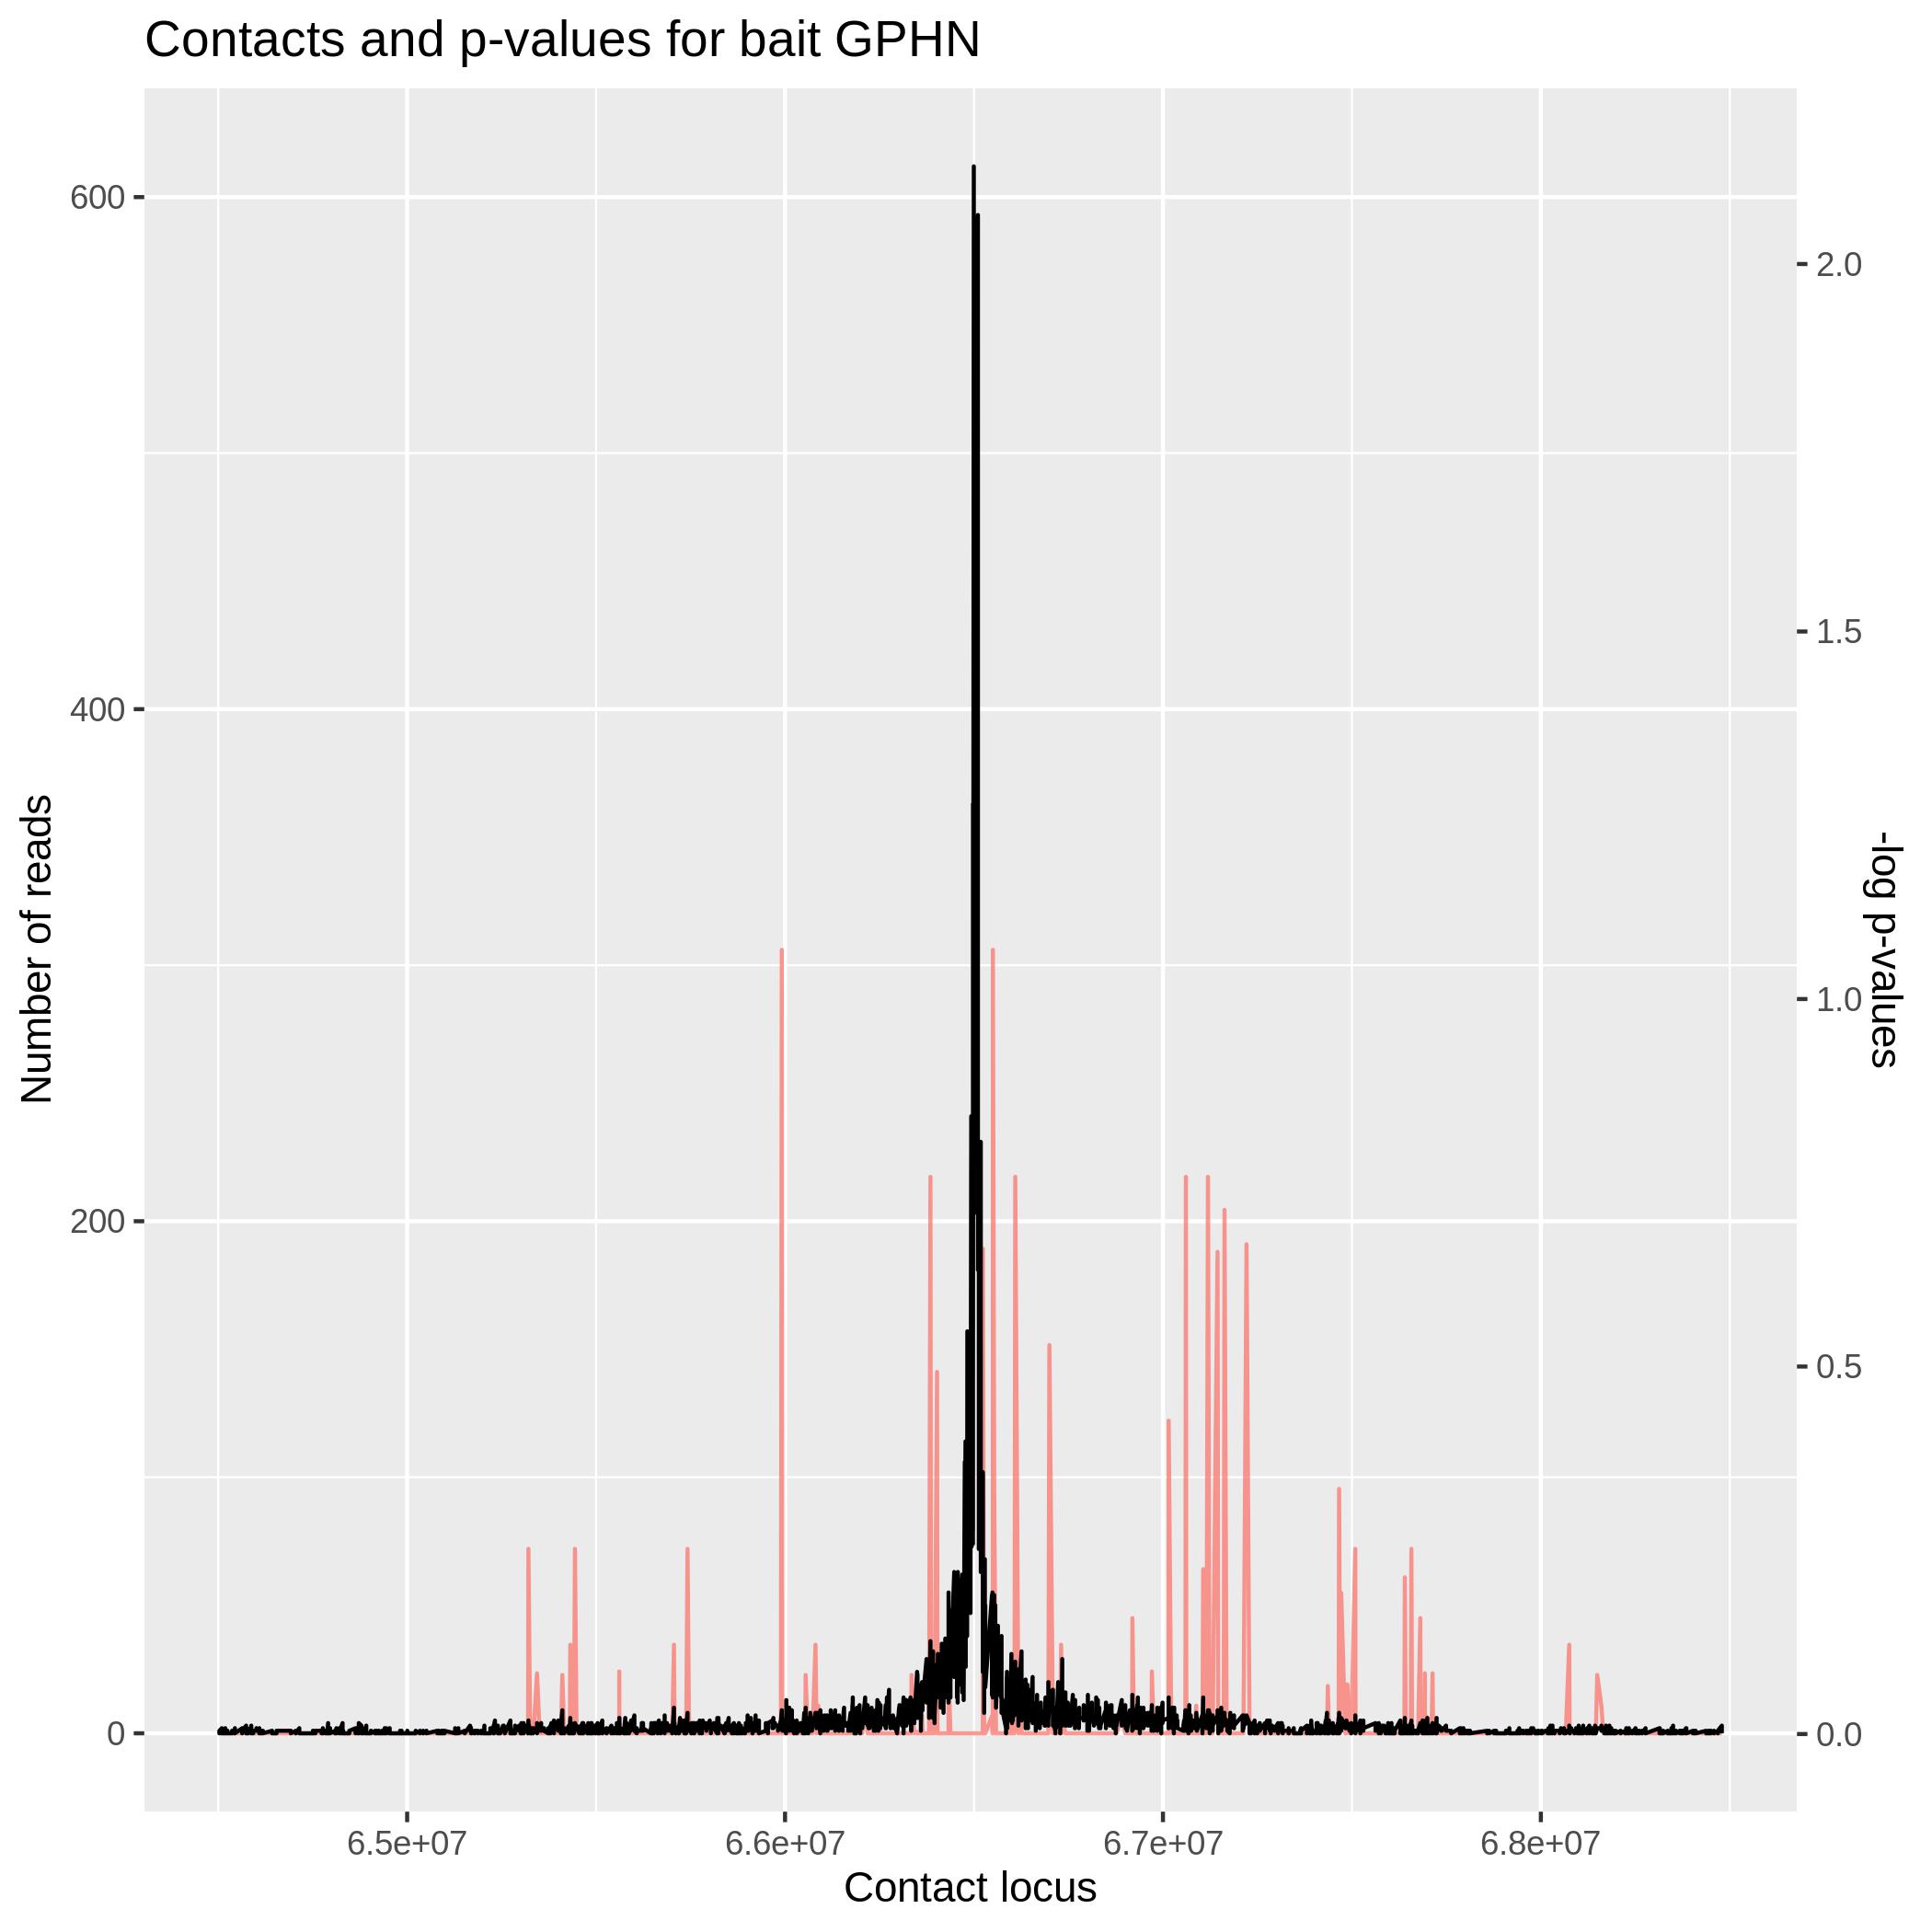 Contacts and p-values for bait GPHN
600
400
200
0
Number of reads
2.0
1.5
1.0
0.5
0.0
-log p-values
6.5e+07 6.6e+07 6.7e+07 6.8e+07
Contact locus